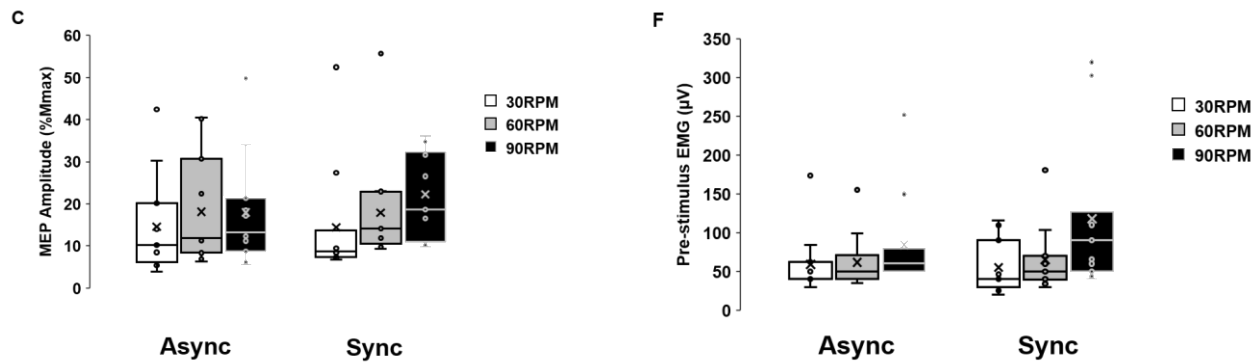 C
MEP Amplitude (%Mmax)
60
50
40
30
20
10
0
Async
Sync
30RPM
60RPM
90RPM
F
Pre-stimulus EMG (µV)
350
300
250
200
150
100
50
0
Async
Sync
30RPM
60RPM
90RPM